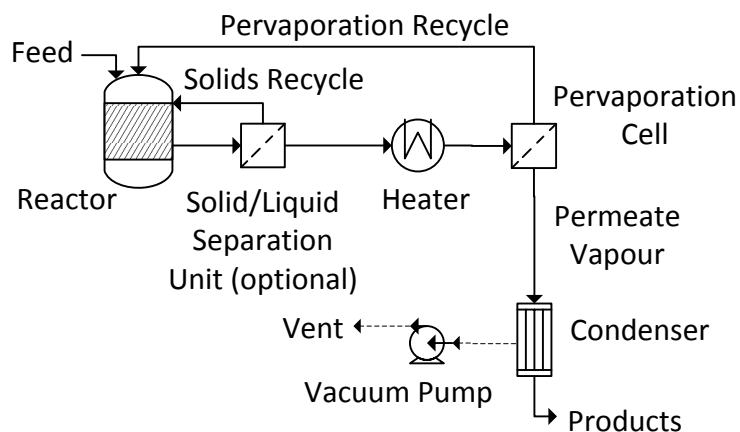 Pervaporation Recycle
Feed
Solids Recycle
Pervaporation
Cell
Reactor
Solid/Liquid
Separation
Unit (optional)
Heater
Permeate
Vapour
Vent
Condenser
Vacuum Pump
Products